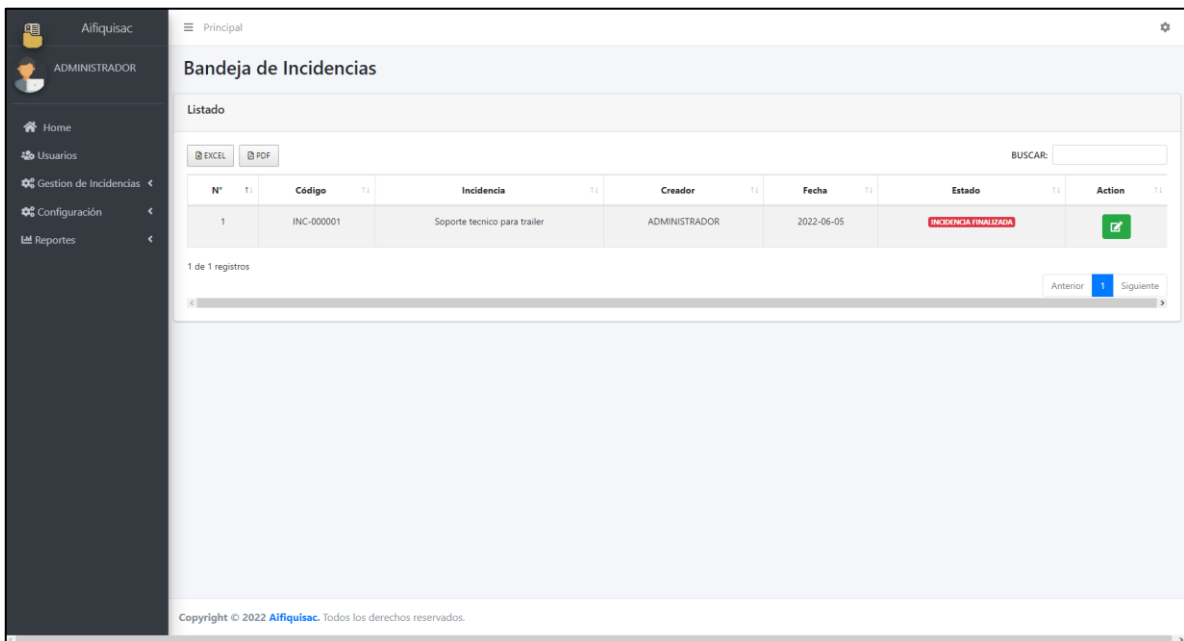 Aifiquisac
Principal
ADMINISTRADOR
Home
Usuarios
Gestion de Incidencias
Configuración
Reportes
Bandeja de Incidencias
Listado
EXCEL PDF
BUSCAR:
N° Código Incidencia Creador Fecha Estado Action
1 INC-000001 Soporte tecnico para trailer ADMINISTRADOR 2022-06-05 INCIDENCIA FINALIZADA
1 de 1 registros
Anterior 1 Siguiente
Copyright © 2022 Aifiquisac. Todos los derechos reservados.